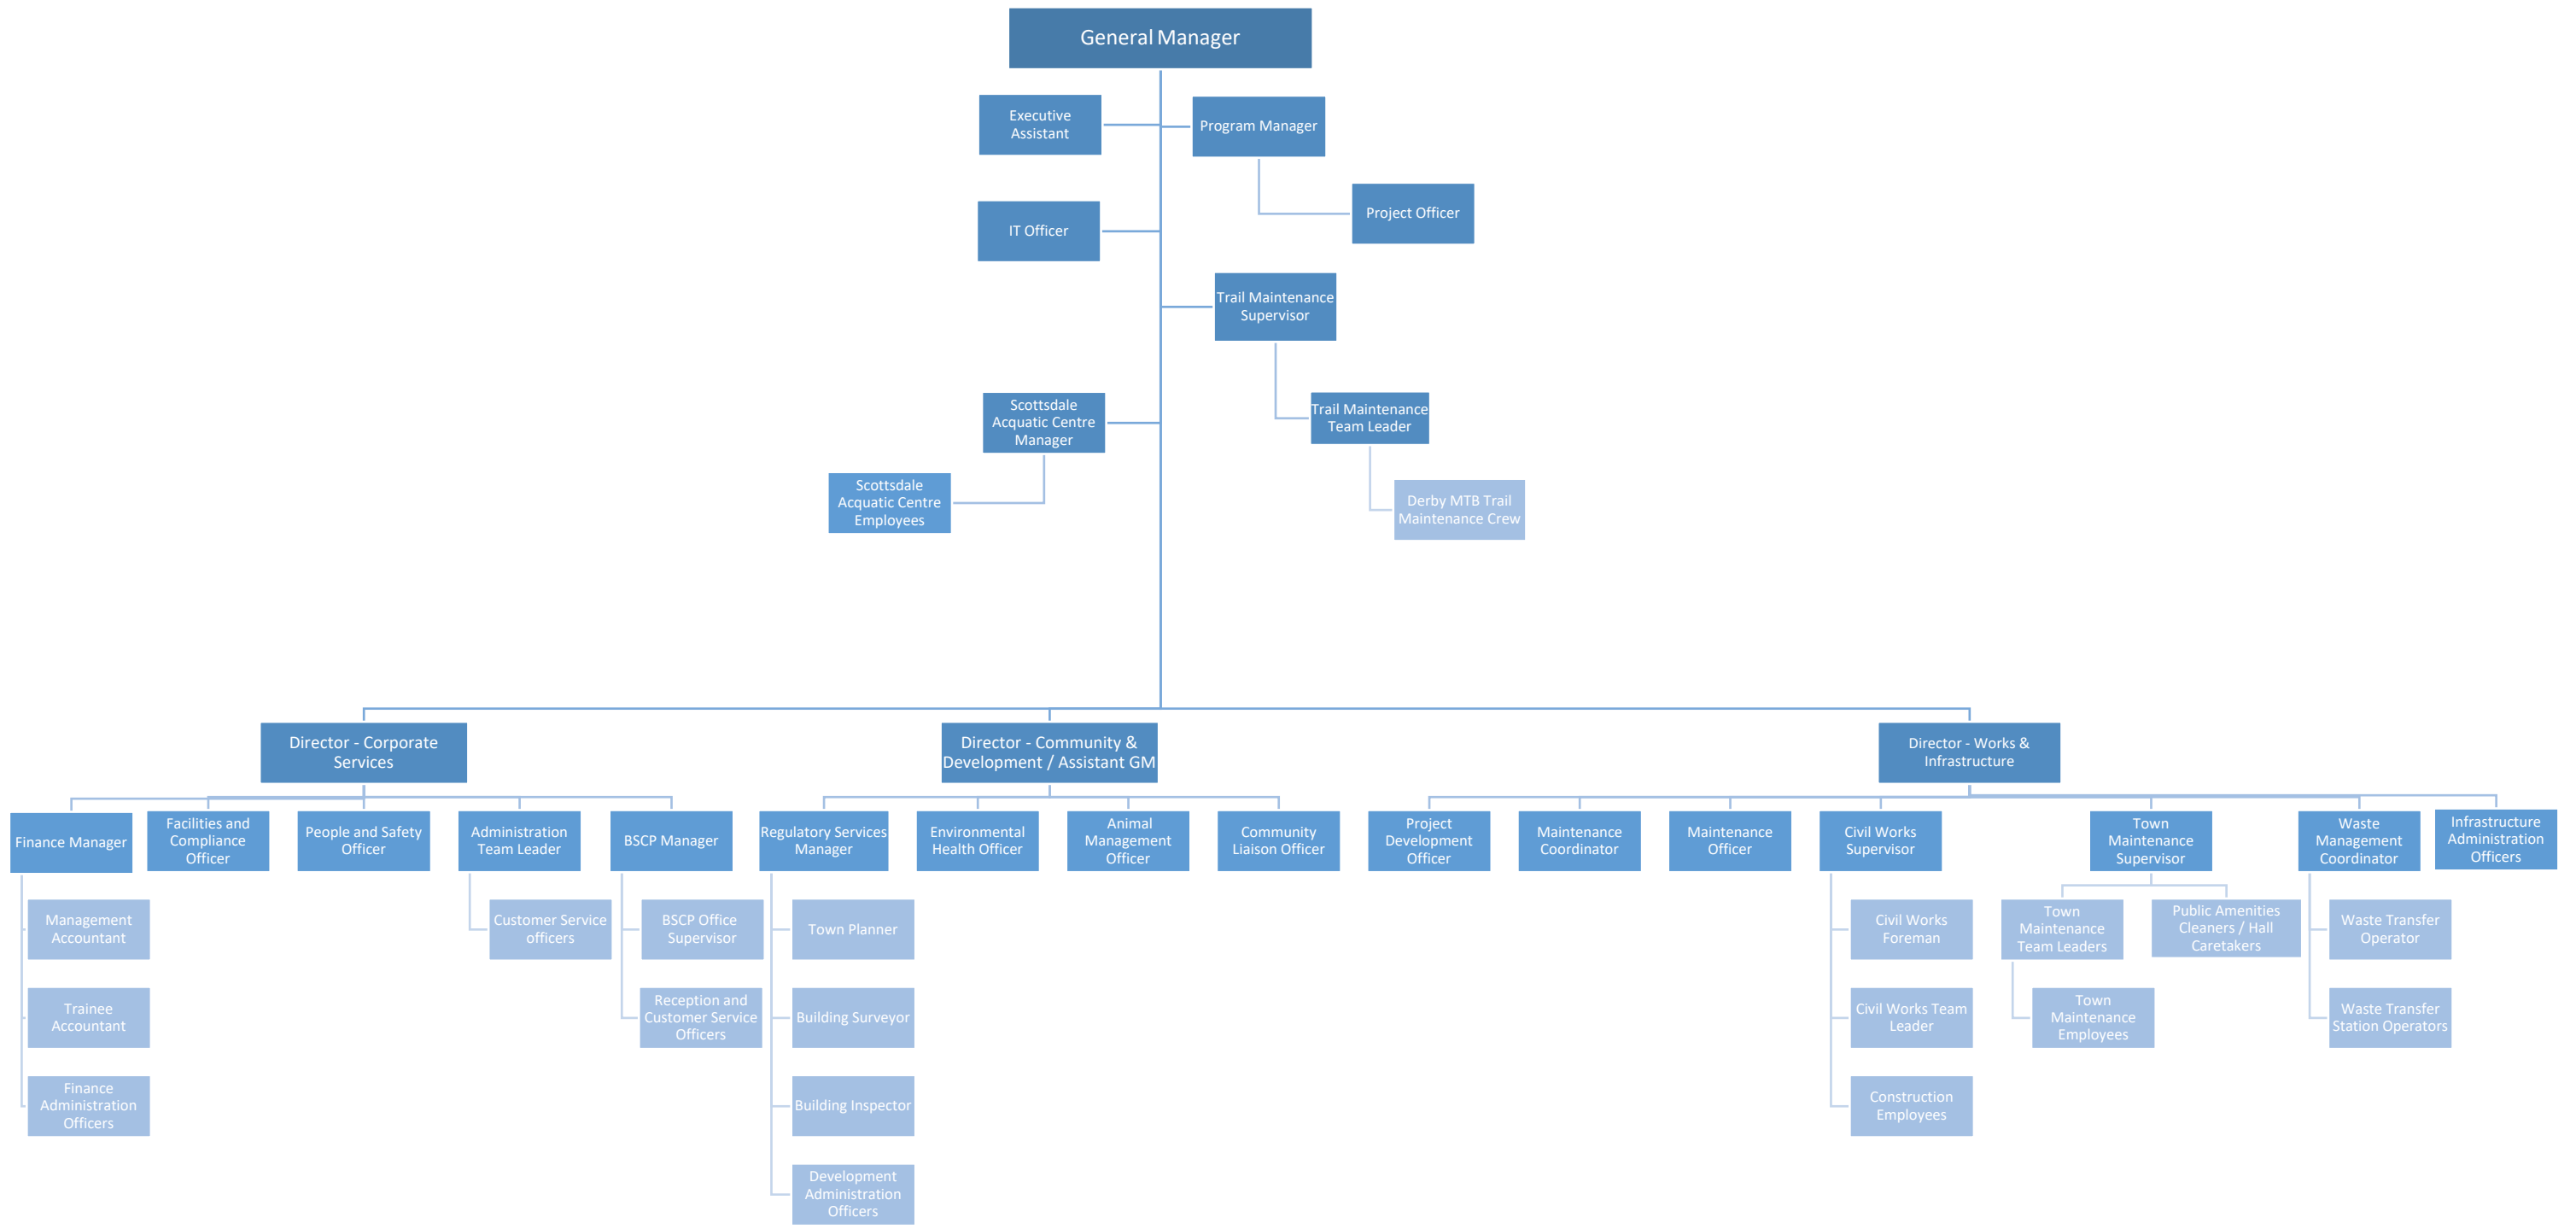 General Manager
Executive
Assistant
Program Manager
Project Officer
IT Officer
Trail Maintenance
Supervisor
Scottsdale
Acquatic Centre
Manager
Trail Maintenance
Team Leader
Scottsdale
Acquatic Centre
Employees
Derby MTB Trail
Maintenance Crew
Director - Corporate
Services
Director - Community &
Development / Assistant GM
Director - Works &
Infrastructure
Finance Manager
Facilities and
Compliance
Officer
People and Safety
Officer
Administration
Team Leader
BSCP Manager
Regulatory Services
Manager
Environmental
Health Officer
Animal
Management
Officer
Community
Liaison Officer
Project
Development
Officer
Maintenance
Coordinator
Maintenance
Officer
Civil Works
Supervisor
Town
Maintenance
Supervisor
Waste
Management
Coordinator
Infrastructure
Administration
Officers
Management
Accountant
Customer Service
officers
BSCP Office
Supervisor
Town Planner
Civil Works
Foreman
Town
Maintenance
Team Leaders
Public Amenities
Cleaners / Hall
Caretakers
Waste Transfer
Operator
Trainee
Accountant
Reception and
Customer Service
Officers
Building Surveyor
Civil Works Team
Leader
Town
Maintenance
Employees
Waste Transfer
Station Operators
Finance
Administration
Officers
Building Inspector
Construction
Employees
Development
Administration
Officers